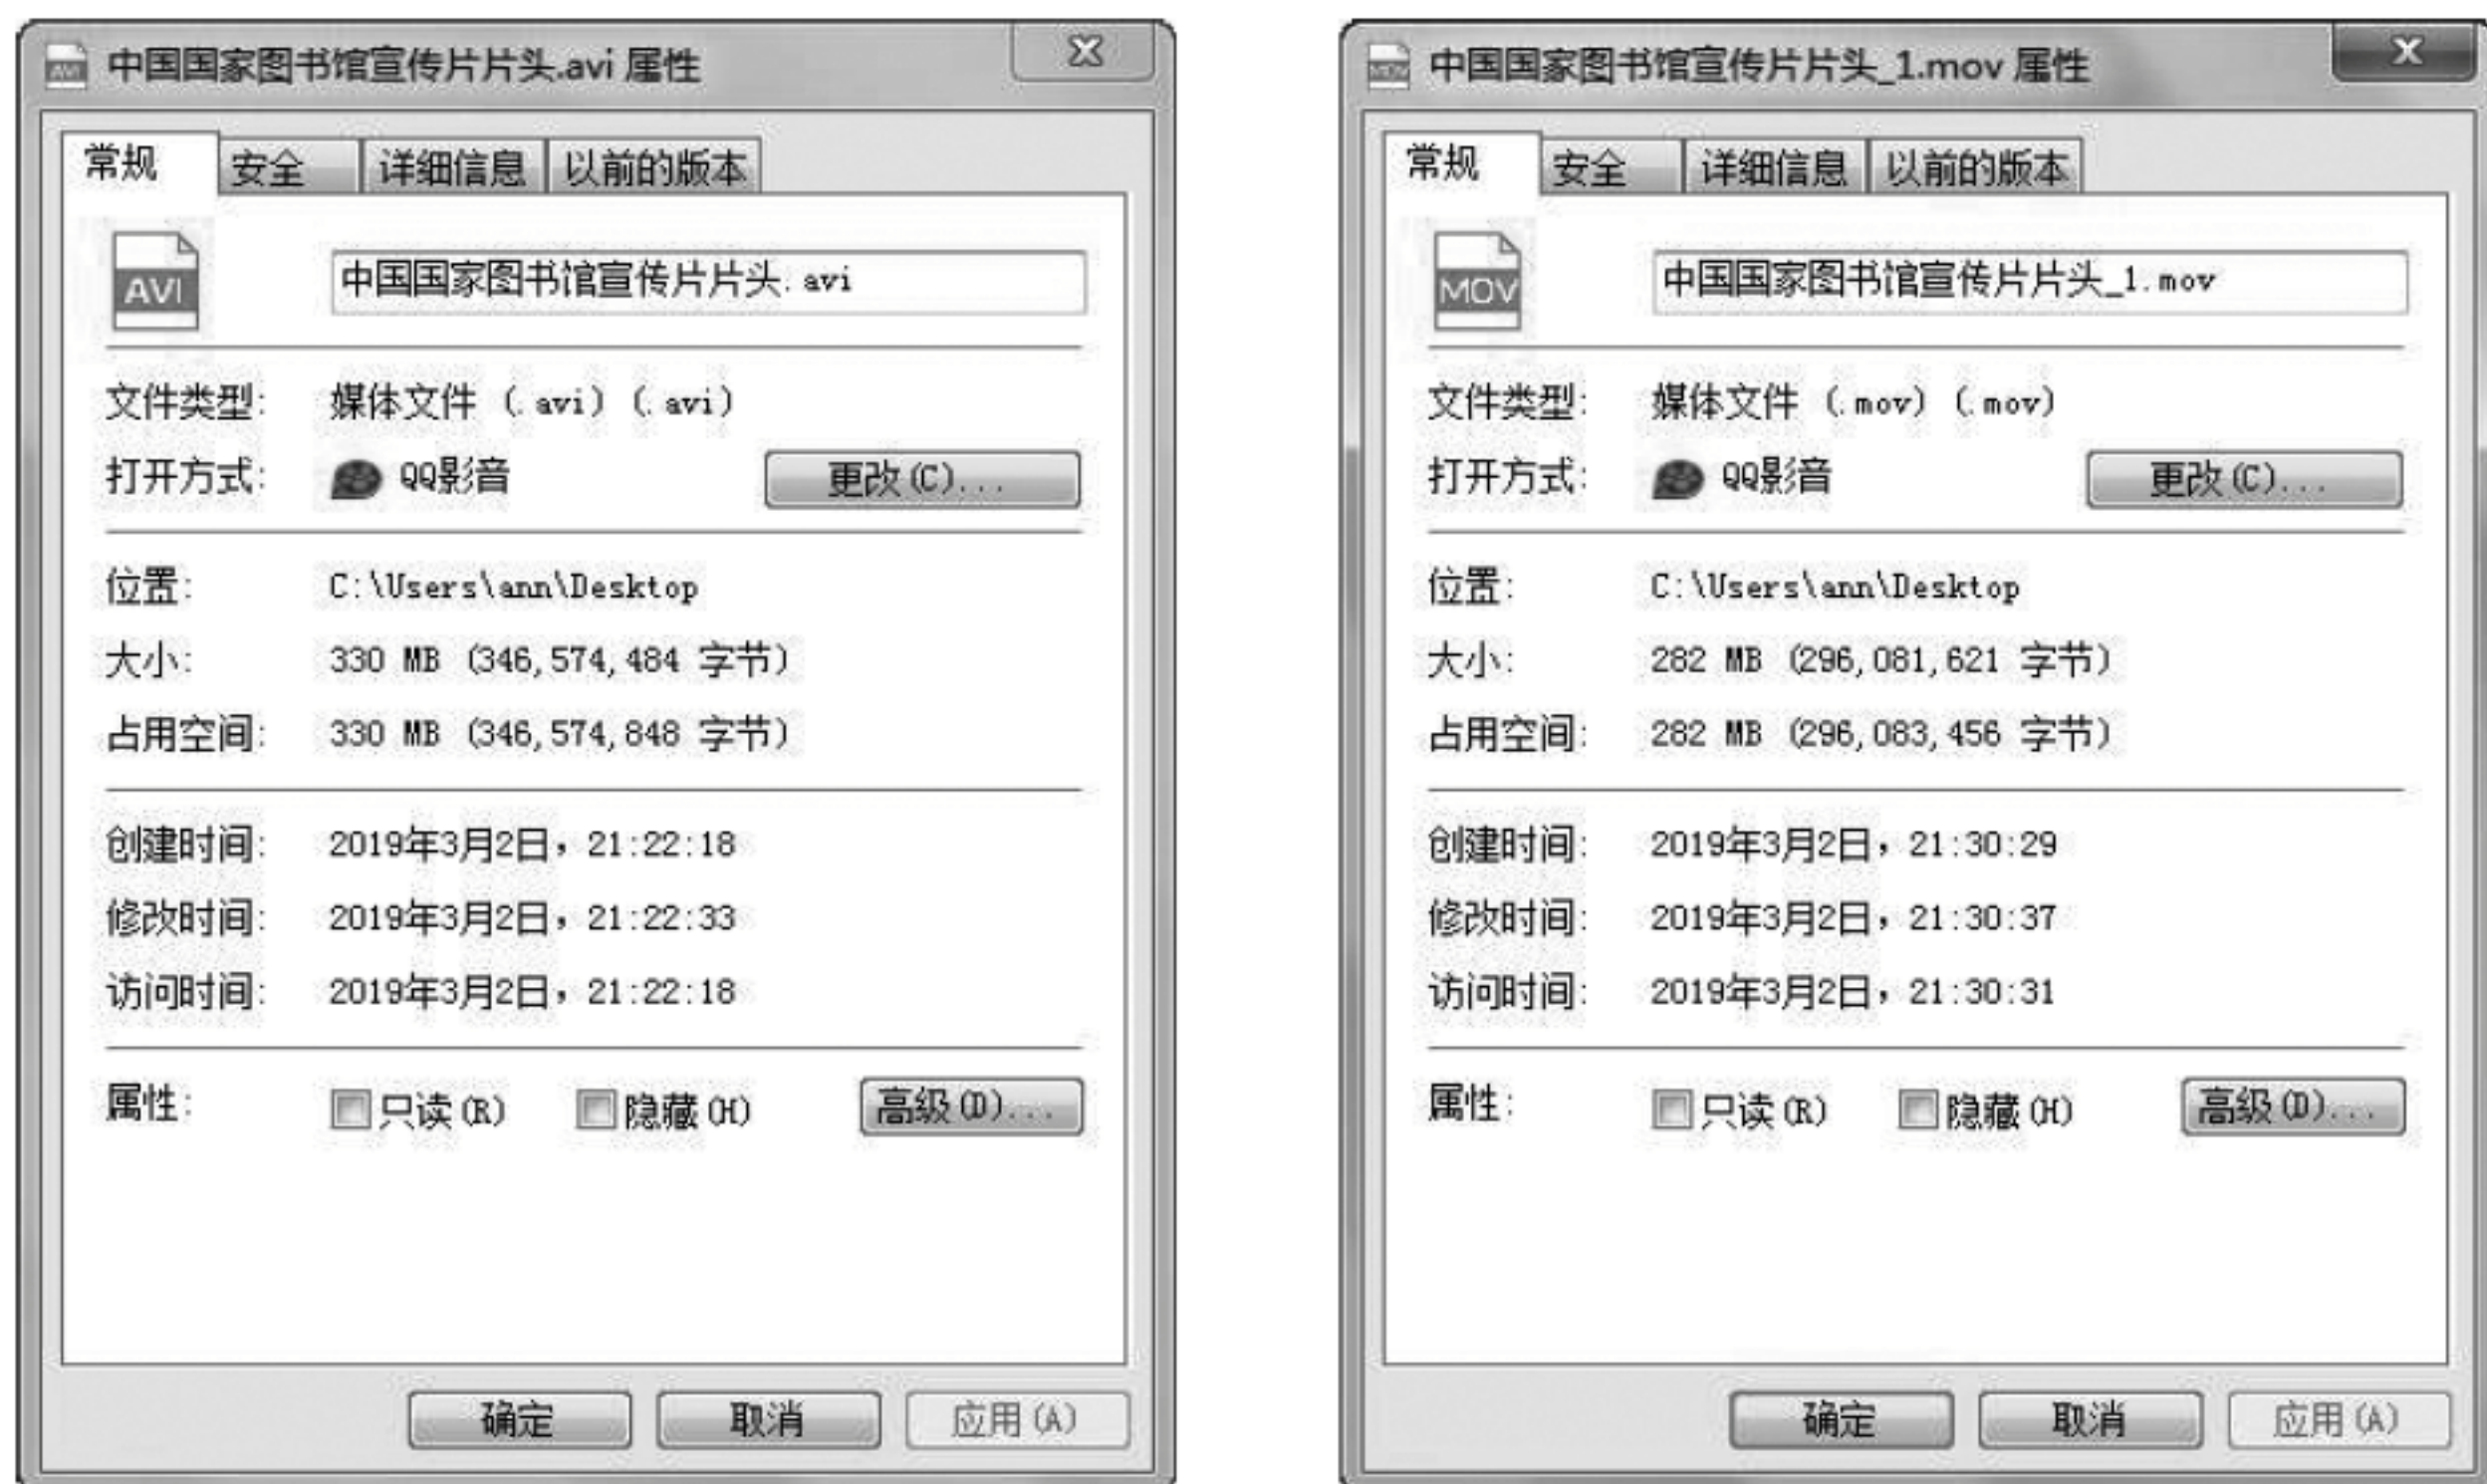 中国国家图书馆宣传片片头.avi 属性
常规 安全 详细信息 以前的版本
AVI
中国国家图书馆宣传片片头.avi
文件类型: 媒体文件 (.avi) (.avi)
打开方式: QQ影音 更改(C)...
位置: C:\Users\ann\Desktop
大小: 330 MB (346,574,484 字节)
占用空间: 330 MB (346,574,848 字节)
创建时间: 2019年3月2日，21:22:18
修改时间: 2019年3月2日，21:22:33
访问时间: 2019年3月2日，21:22:18
属性: 只读(R) 隐藏(H) 高级(D)...
确定 取消 应用(A)
中国国家图书馆宣传片片头_1.mov 属性
常规 安全 详细信息 以前的版本
MOV
中国国家图书馆宣传片片头_1.mov
文件类型: 媒体文件 (.mov) (.mov)
打开方式: QQ影音 更改(C)...
位置: C:\Users\ann\Desktop
大小: 282 MB (296,081,621 字节)
占用空间: 282 MB (296,083,456 字节)
创建时间: 2019年3月2日，21:30:29
修改时间: 2019年3月2日，21:30:37
访问时间: 2019年3月2日，21:30:31
属性: 只读(R) 隐藏(H) 高级(D)...
确定 取消 应用(A)